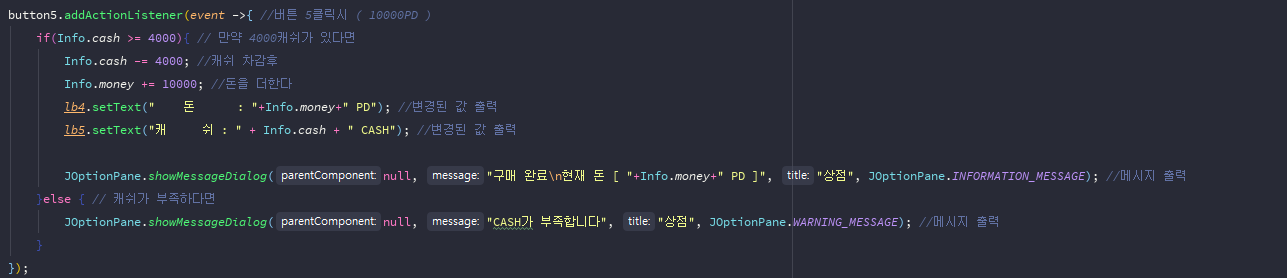 button5.addActionListener(event ->{ //버튼 5클릭시 ( 10000PD )
if(Info.cash >= 4000){ // 만약 4000캐쉬가 있다면
Info.cash -= 4000; //캐쉬 차감후
Info.money += 10000; //돈을 더한다
lb4.setText("    돈      : "+Info.money+" PD"); //변경된 값 출력
lb5.setText("캐     쉬 : " + Info.cash + " CASH"); //변경된 값 출력
JOptionPane.showMessageDialog( parentComponent: null, message: "구매 완료\n현재 돈 [ "+Info.money+" PD ]", title: "상점", JOptionPane.INFORMATION_MESSAGE); //메시지 출력
}else { // 캐쉬가 부족하다면
JOptionPane.showMessageDialog( parentComponent: null, message: "CASH가 부족합니다", title: "상점", JOptionPane.WARNING_MESSAGE); //메시지 출력
}
});